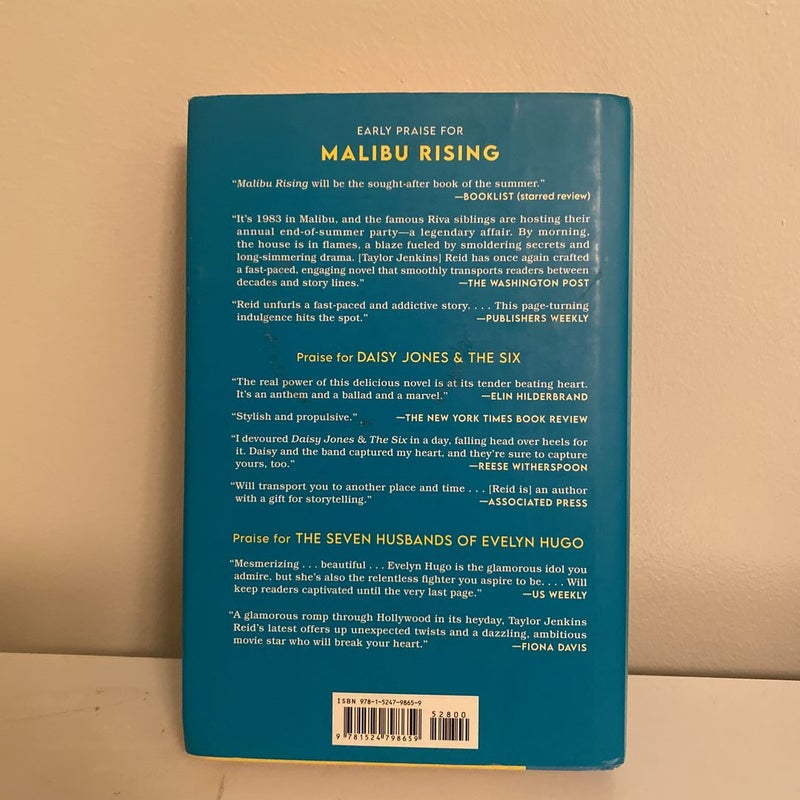 EARLY PRAISE FOR
MALIBU RISING
“Malibu Rising will be the sought-after book of the summer.”
—BOOKLIST (starred review)
“It’s 1983 in Malibu, and the famous Riva siblings are hosting their
annual end-of-summer party—a legendary affair. By morning,
the house is in flames, a blaze fueled by smoldering secrets and
long-simmering drama. [Taylor Jenkins] Reid has once again crafted
a fast-paced, engaging novel that smoothly transports readers between
decades and story lines.” —THE WASHINGTON POST
“Reid unfurls a fast-paced and addictive story. . . . This page-turning
indulgence hits the spot.” —PUBLISHERS WEEKLY
Praise for DAISY JONES & THE SIX
“The real power of this delicious novel is at its tender beating heart.
It’s an anthem and a ballad and a marvel.” —ELIN HILDERBRAND
“Stylish and propulsive.” —THE NEW YORK TIMES BOOK REVIEW
“I devoured Daisy Jones & The Six in a day, falling head over heels for
it. Daisy and the band captured my heart, and they’re sure to capture
yours, too.” —REESE WITHERSPOON
“Will transport you to another place and time . . . [Reid is] an author
with a gift for storytelling.” —ASSOCIATED PRESS
Praise for THE SEVEN HUSBANDS OF EVELYN HUGO
“Mesmerizing . . . beautiful . . . Evelyn Hugo is the glamorous idol you
admire, but she’s also the relentless fighter you aspire to be. . . . Will
keep readers captivated until the very last page.” —US WEEKLY
“A glamorous romp through Hollywood in its heyday, Taylor Jenkins
Reid’s latest offers up unexpected twists and a dazzling, ambitious
movie star who will break your heart.” —FIONA DAVIS
ISBN 978-1-5247-9865-9
52800
9 781524 798659